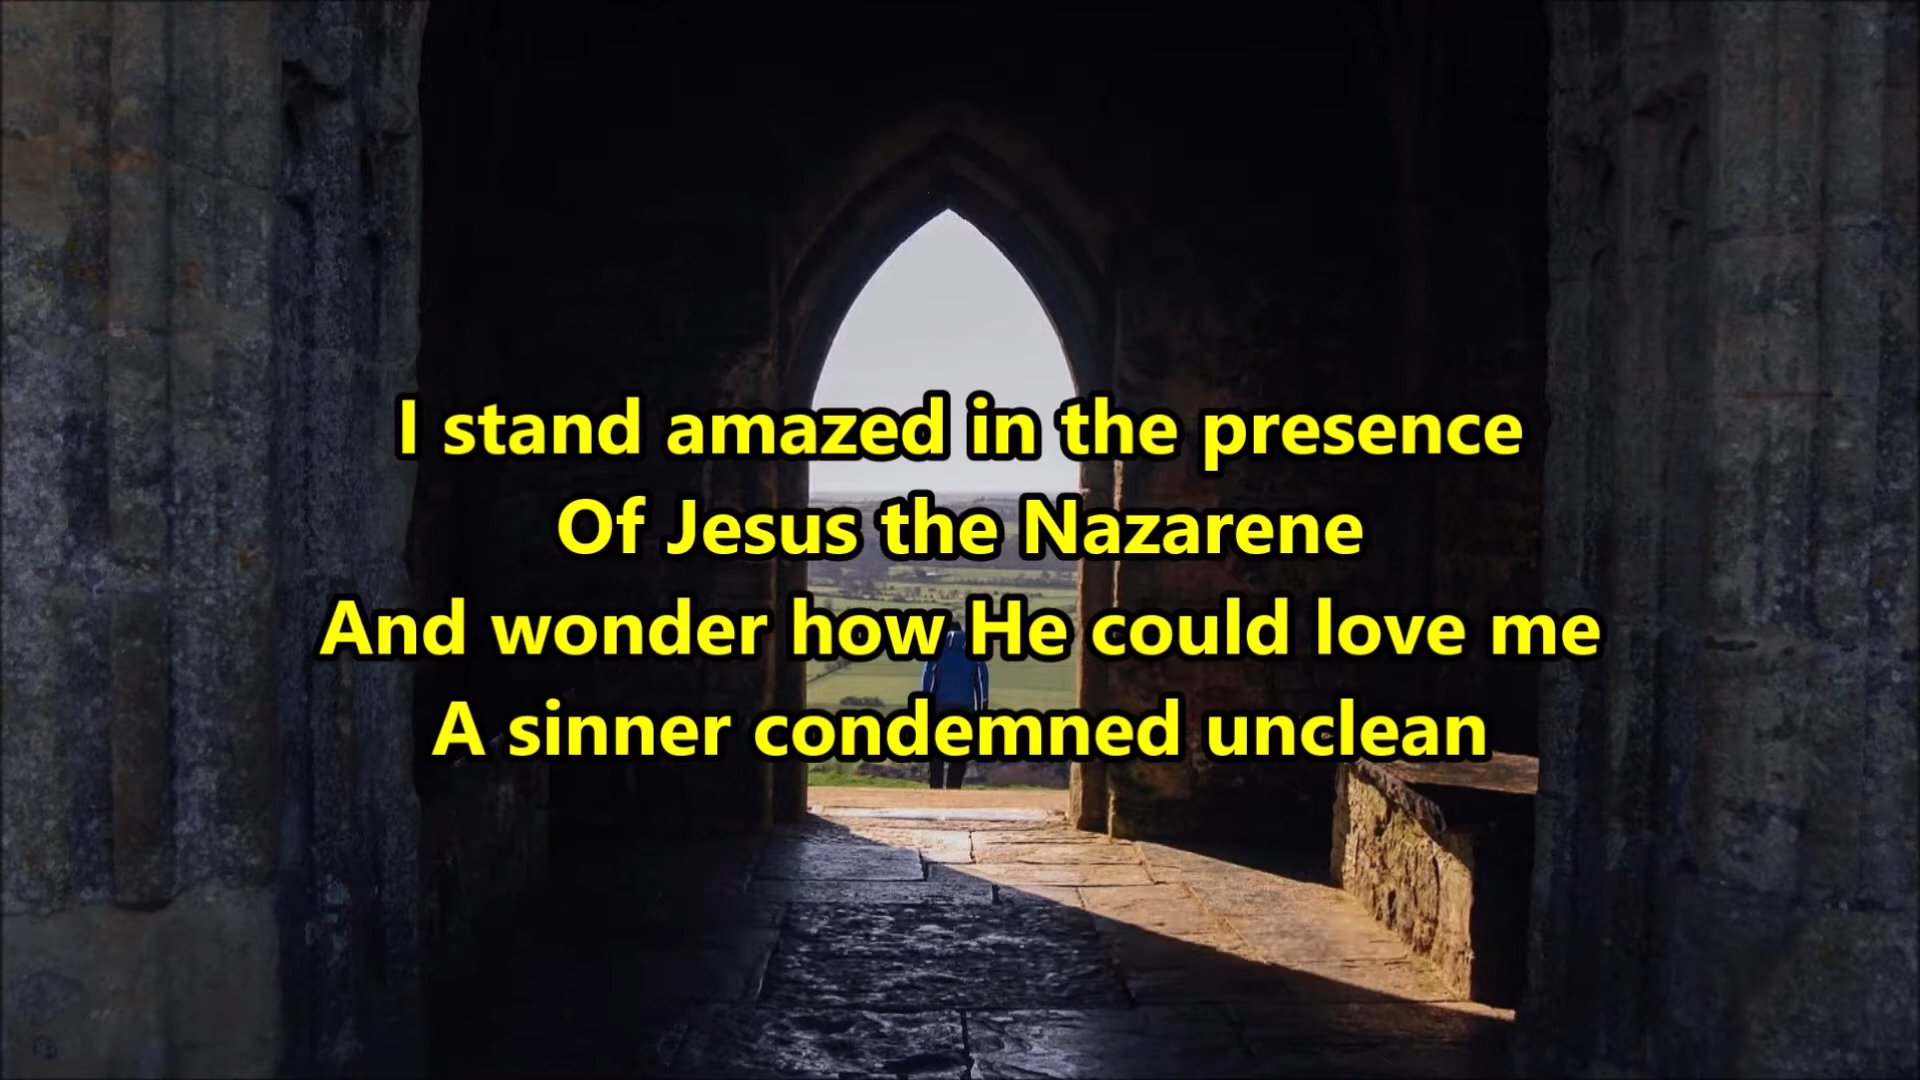 I stand amazed in the presence
Of Jesus the Nazarene
And wonder how He could love me
A sinner condemned unclean